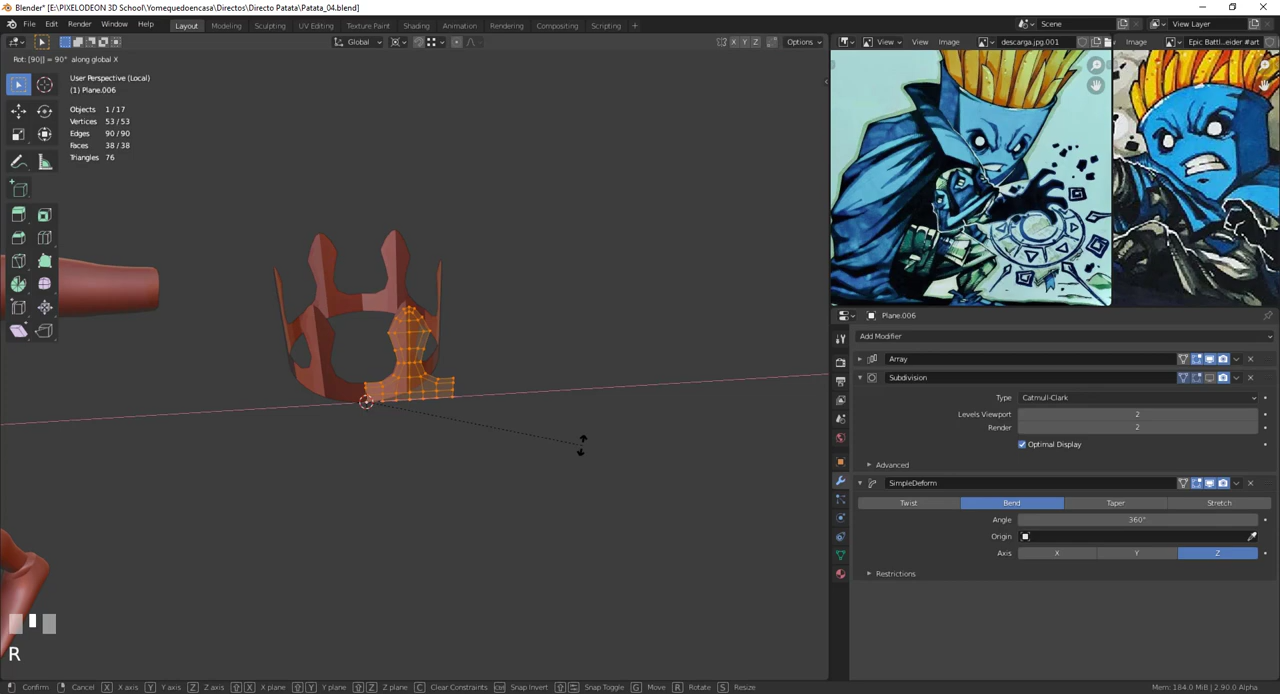 Blender* [E:\PIXELODEON 3D School\Yomequedoencasa\Directos\Directo Patata\Patata_04.blend]
File Edit Render Window Help Layout Modeling Sculpting UV Editing Texture Paint Shading Animation Rendering Compositing Scripting + Scene View Layer
Global X Y Z Options View View Image descarga.jpg.001 Image Epic Battl...eider #art
Rot: [90|] = 90° along global X
User Perspective (Local)
(1) Plane.006
Objects 1/17
Vertices 53/53
Edges 90/90
Faces 38/38
Triangles 76
Plane.006
Add Modifier
Array
Subdivision
Type Catmull-Clark
Levels Viewport 2
Render 2
Optimal Display
Advanced
SimpleDeform
Twist Bend Taper Stretch
Angle 360°
Origin
Axis X Y Z
Restrictions
R
Confirm Cancel X X axis Y Y axis Z Z axis X X plane Y Y plane Z Z plane C Clear Constraints Snap Invert Snap Toggle G Move R Rotate S Resize Mem: 184.0 MiB | 2.90.0 Alpha